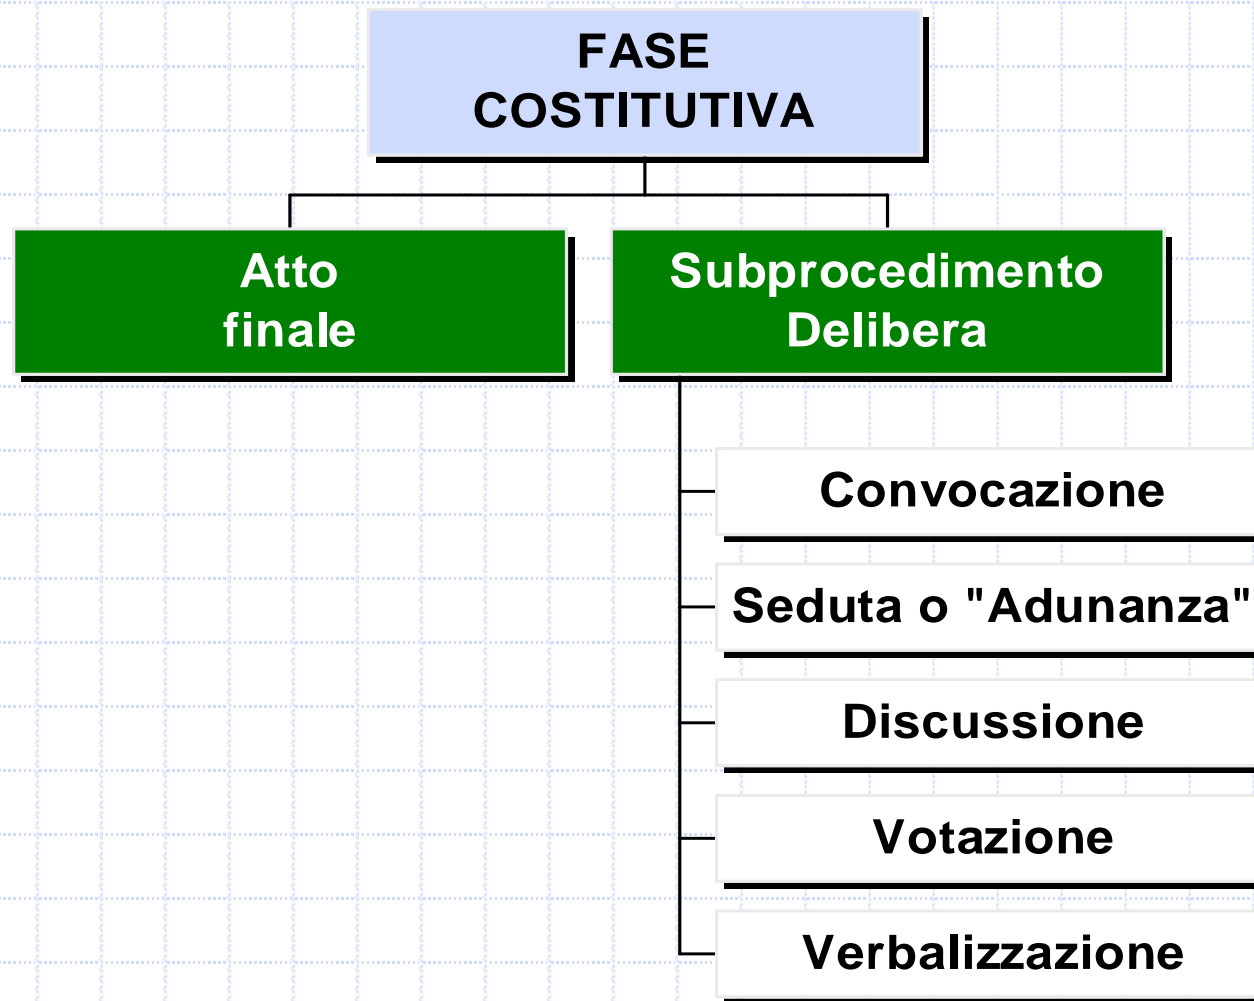 FASE
COSTITUTIVA
Atto
finale
Subprocedimento
Delibera
Convocazione
Seduta o "Adunanza"
Discussione
Votazione
Verbalizzazione